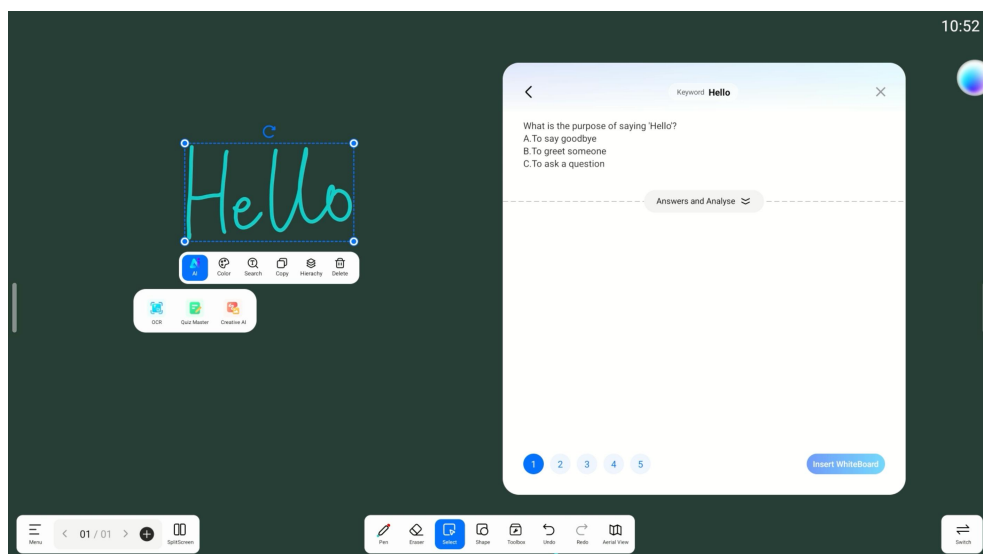 10:52
Keyword Hello
What is the purpose of saying 'Hello'?
A.To say goodbye
B.To greet someone
C.To ask a question
Answers and Analyse
Hello
AI Color Search Copy Hierachy Delete
OCR Quiz Master Creative AI
1 2 3 4 5
Insert WhiteBoard
Menu < 01 / 01 > SplitScreen
Pen Eraser Select Shape Toolbox Undo Redo Aerial View
Switch